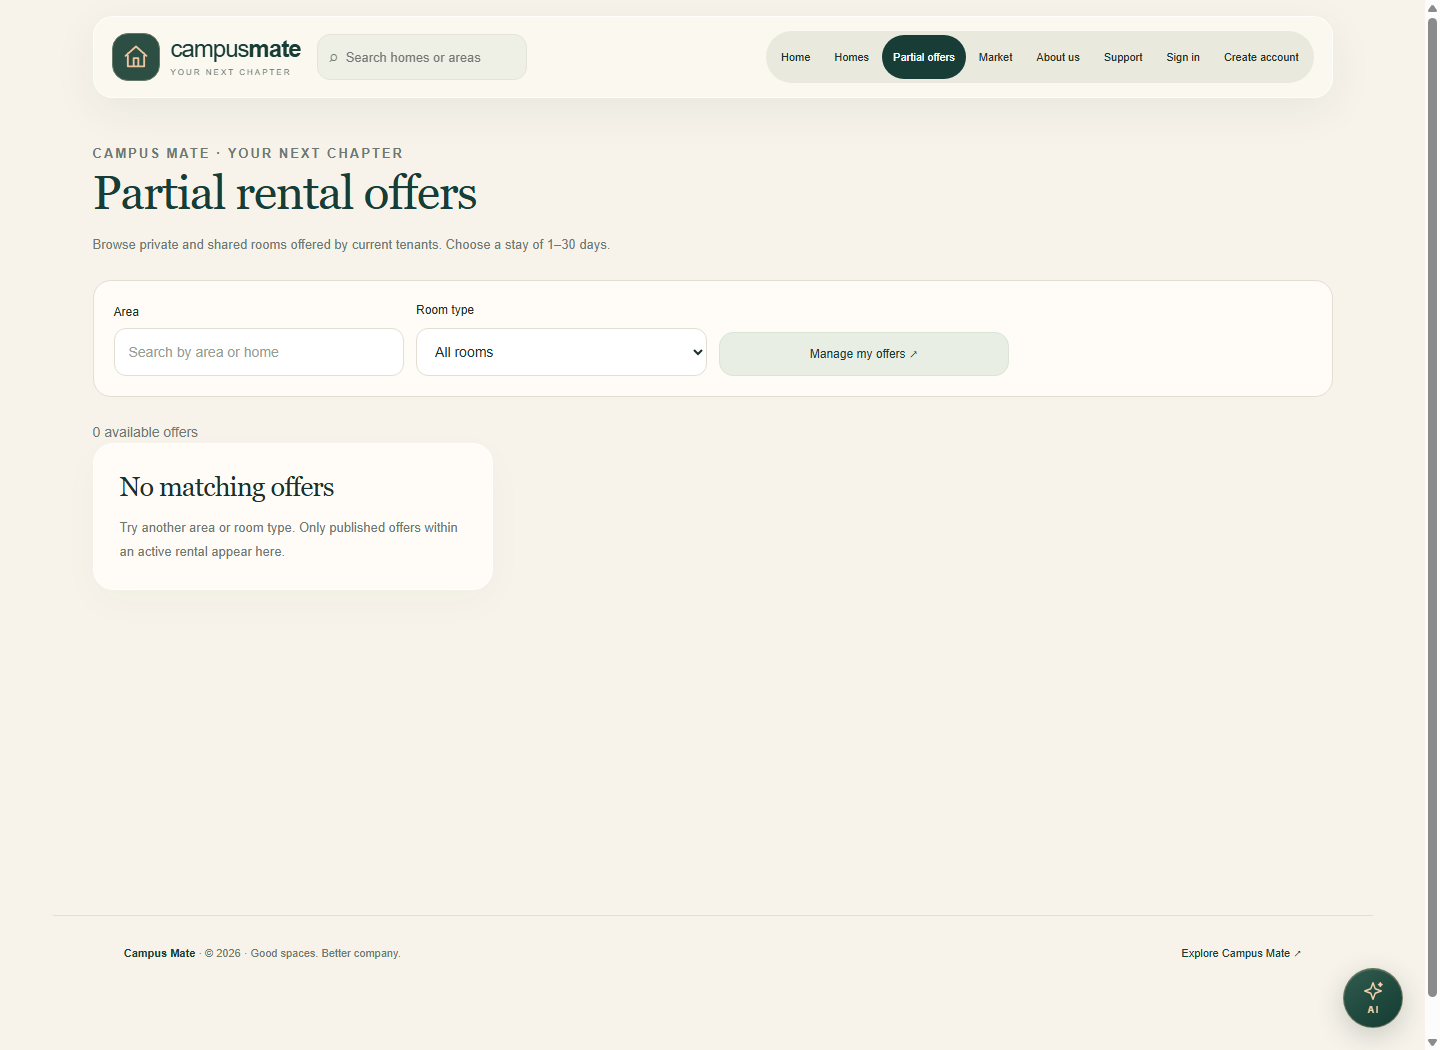 campusmate
YOUR NEXT CHAPTER
⌕ Search homes or areas
Home
Homes
Partial offers
Market
About us
Support
Sign in
Create account
CAMPUS MATE · YOUR NEXT CHAPTER
Partial rental offers
Browse private and shared rooms offered by current tenants. Choose a stay of 1–30 days.
Area
Search by area or home
Room type
All rooms
Manage my offers ↗
0 available offers
No matching offers
Try another area or room type. Only published offers within
an active rental appear here.
Campus Mate · © 2026 · Good spaces. Better company.
Explore Campus Mate ↗
AI